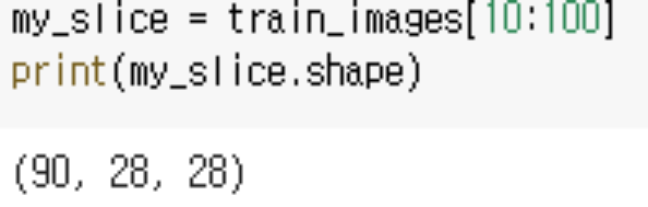 my_slice = train_images[10:100]
print(my_slice.shape)
(90, 28, 28)